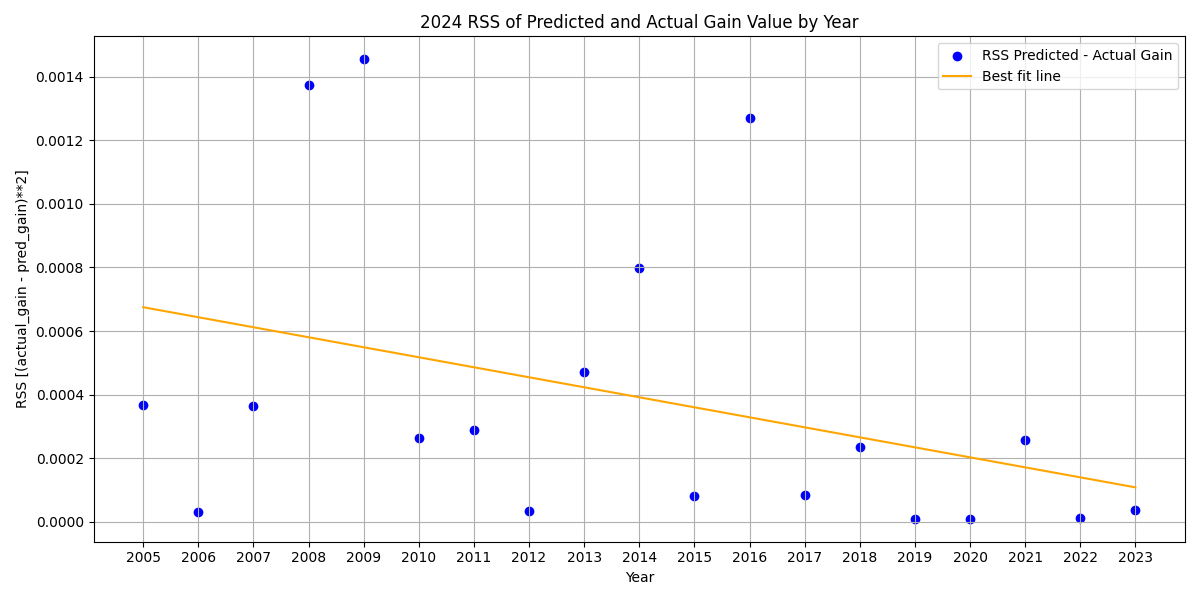 2024 RSS of Predicted and Actual Gain Value by Year
RSS Predicted - Actual Gain
Best fit line
RSS [(actual_gain - pred_gain)**2]
0.0014
0.0012
0.0010
0.0008
0.0006
0.0004
0.0002
0.0000
2005 2006 2007 2008 2009 2010 2011 2012 2013 2014 2015 2016 2017 2018 2019 2020 2021 2022 2023
Year